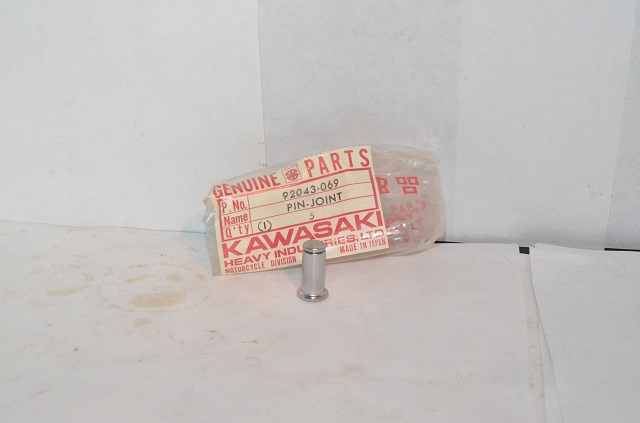 GENUINE PARTS
P.No. 92043-069
Name PIN-JOINT
Q'ty (1) 5
KAWASAKI
HEAVY INDUSTRIES, LTD.
MOTORCYCLE DIVISION MADE IN JAPAN